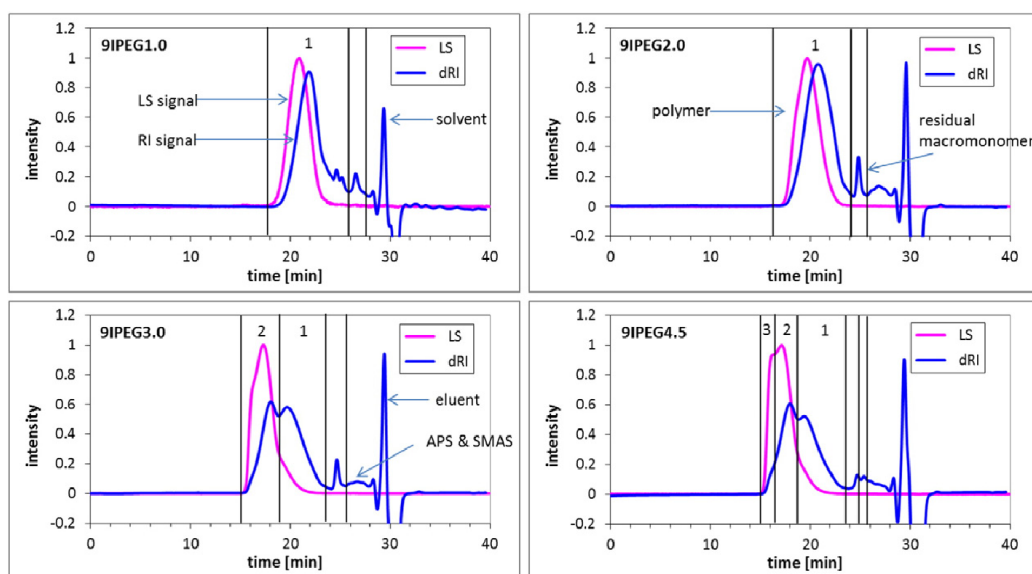 9IPEG1.0
1
LS
dRI
LS signal
RI signal
solvent
intensity
1.2
1
0.8
0.6
0.4
0.2
0
-0.2
0 10 20 30 40
time [min]
9IPEG2.0
1
LS
dRI
polymer
residual
macromonomer
intensity
1.2
1
0.8
0.6
0.4
0.2
0
-0.2
0 10 20 30 40
time [min]
9IPEG3.0
2 1
LS
dRI
eluent
APS & SMAS
intensity
1.2
1
0.8
0.6
0.4
0.2
0
-0.2
0 10 20 30 40
time [min]
9IPEG4.5
3 2 1
LS
dRI
intensity
1.2
1
0.8
0.6
0.4
0.2
0
-0.2
0 10 20 30 40
time [min]